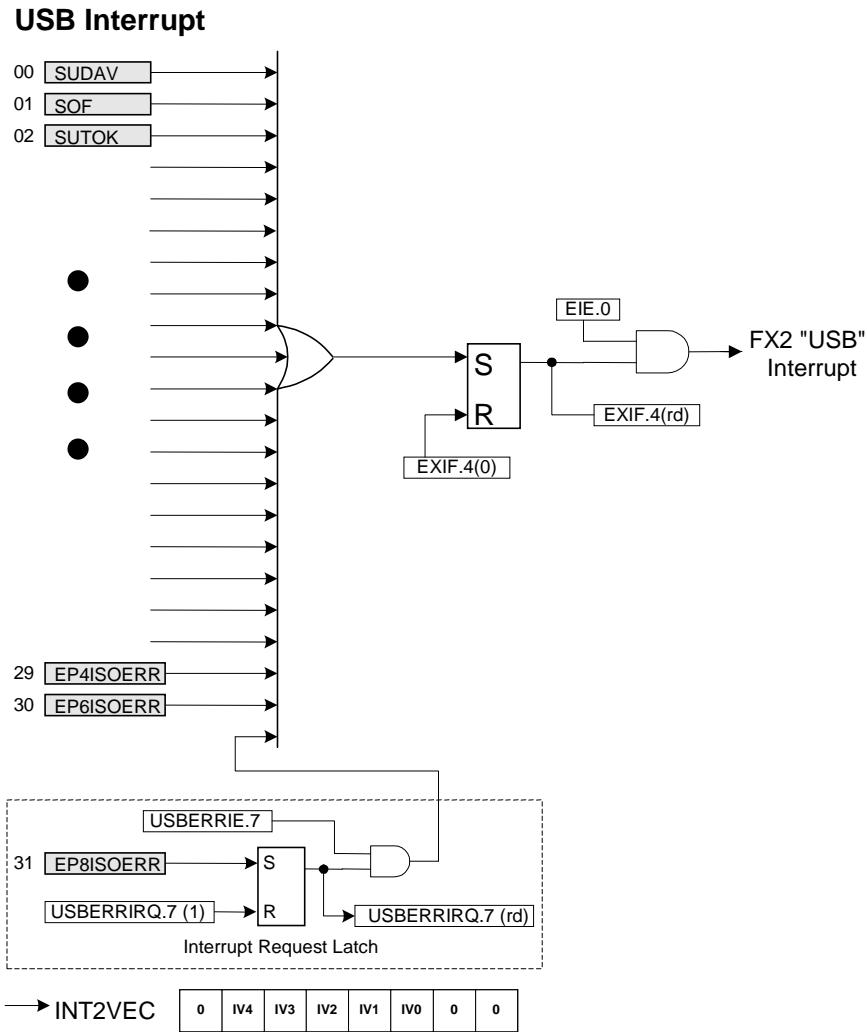 USB Interrupt
00 SUDAV
01 SOF
02 SUTOK
EIE.0
FX2 "USB"
Interrupt
S
R
EXIF.4(rd)
EXIF.4(0)
29 EP4ISOERR
30 EP6ISOERR
USBERRIE.7
31 EP8ISOERR
S
USBERRIRQ.7 (1)
R
USBERRIRQ.7 (rd)
Interrupt Request Latch
INT2VEC 0 IV4 IV3 IV2 IV1 IV0 0 0